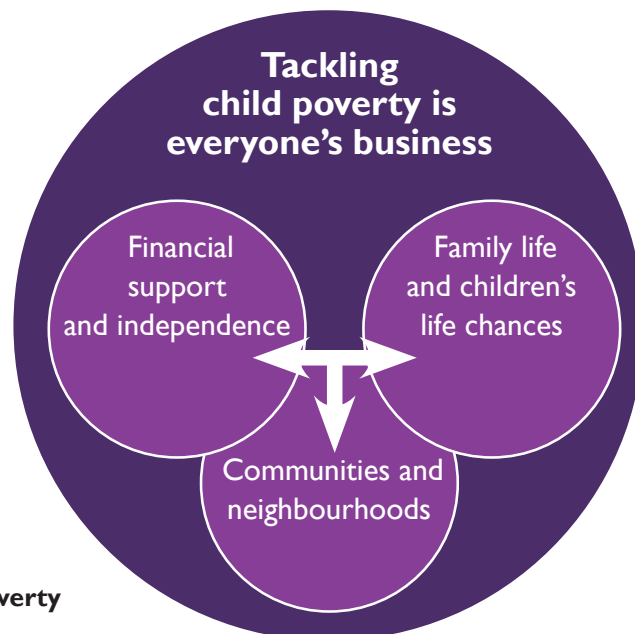 Tackling
child poverty is
everyone's business
Financial
support
and independence
Family life
and children's
life chances
Communities and
neighbourhoods